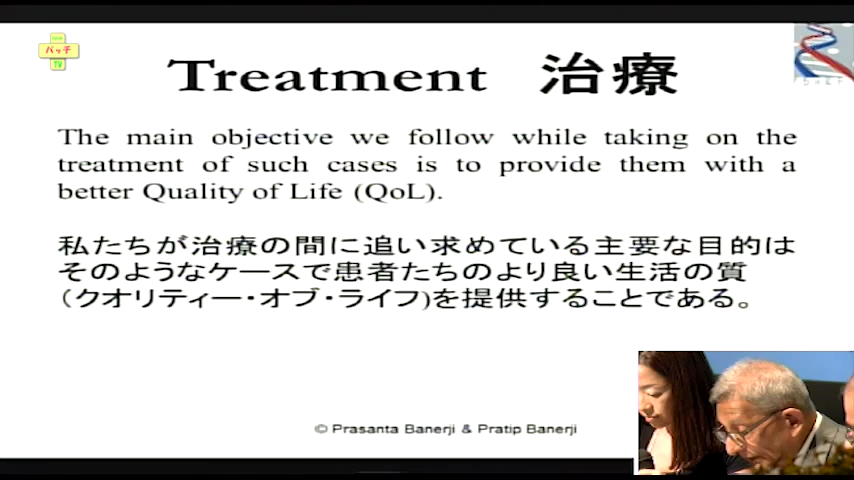 バッチ
TV
Treatment 治療
The main objective we follow while taking on the
treatment of such cases is to provide them with a
better Quality of Life (QoL).
私たちが治療の間に追い求めている主要な目的は
そのようなケースで患者たちのより良い生活の質
（クオリティー・オブ・ライフ)を提供することである。
© Prasanta Banerji & Pratip Banerji